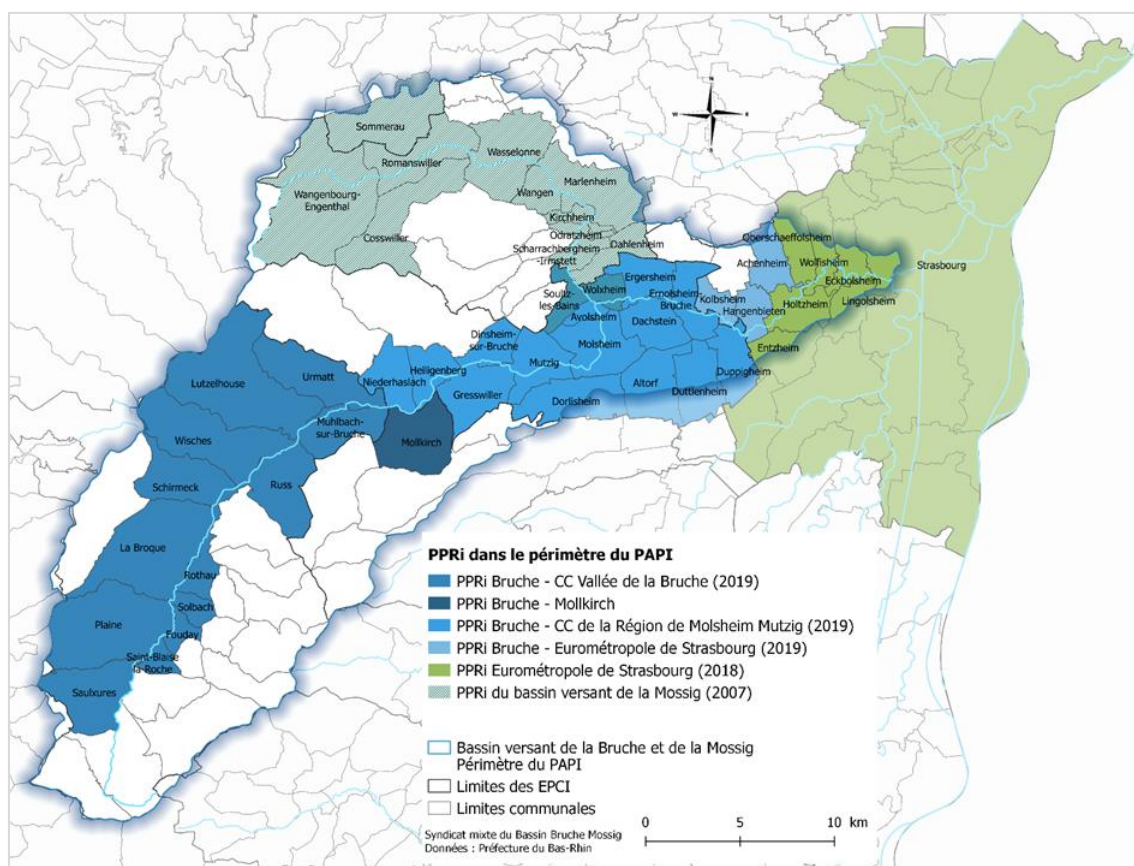 N
W
E
S
Sommerau
Romanswiller
Wasselonne
Wangenbourg-
Engenthal
Wangen
Marlenheim
Kirchheim
Cosswiller
Odratzheim
Scharrachbergheim
-Irmstett
Dahlenheim
Oberschaeffolsheim
Achenheim
Wolfisheim
Strasbourg
Eckbolsheim
Ergersheim
Soultz-
les-Bains
Wolxheim
Ernolsheim-
Bruche
Kolbsheim
Holtzheim
Lingolsheim
Hangenbieten
Avolsheim
Dachstein
Dinsheim-
sur-Bruche
Molsheim
Entzheim
Mutzig
Duppigheim
Urmatt
Heiligenberg
Niederhaslach
Lutzelhouse
Gresswiller
Altorf
Duttlenheim
Dorlisheim
Muhlbach-
sur-Bruche
Wisches
Mollkirch
Schirmeck
Russ
La Broque
Rothau
Solbach
Plaine
Fouday
Saint-Blaise
la-Roche
Saulxures
PPRi dans le périmètre du PAPI
PPRi Bruche - CC Vallée de la Bruche (2019)
PPRi Bruche - Mollkirch
PPRi Bruche - CC de la Région de Molsheim Mutzig (2019)
PPRi Bruche - Eurométropole de Strasbourg (2019)
PPRi Eurométropole de Strasbourg (2018)
PPRi du bassin versant de la Mossig (2007)
Bassin versant de la Bruche et de la Mossig
Périmètre du PAPI
Limites des EPCI
Limites communales
Syndicat mixte du Bassin Bruche Mossig
Données : Préfecture du Bas-Rhin
0 5 10 km